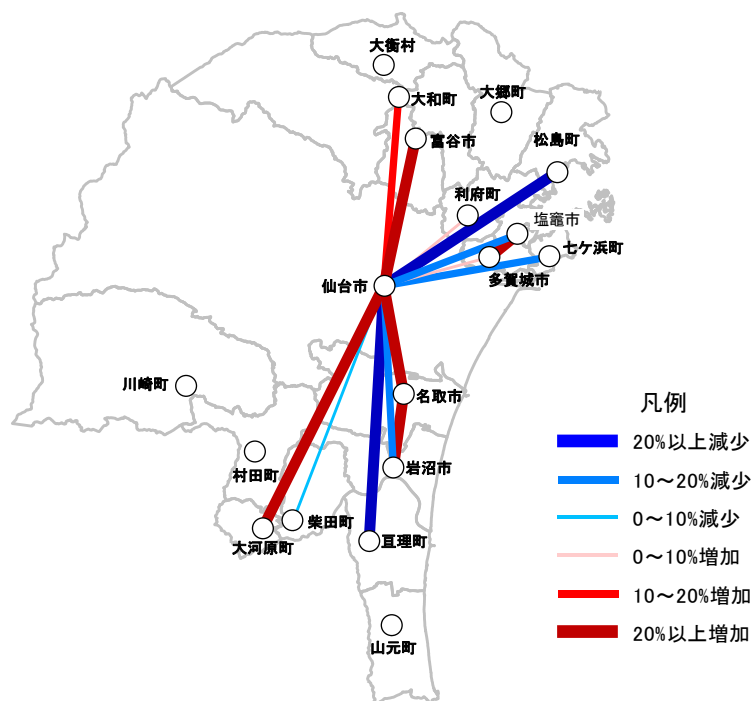 大衡村
大和町
大郷町
富谷市
松島町
利府町
塩竈市
七ケ浜町
多賀城市
仙台市
川崎町
名取市
村田町
岩沼市
柴田町
大河原町
亘理町
山元町
凡例
20%以上減少
10～20%減少
0～10%減少
0～10%増加
10～20%増加
20%以上増加